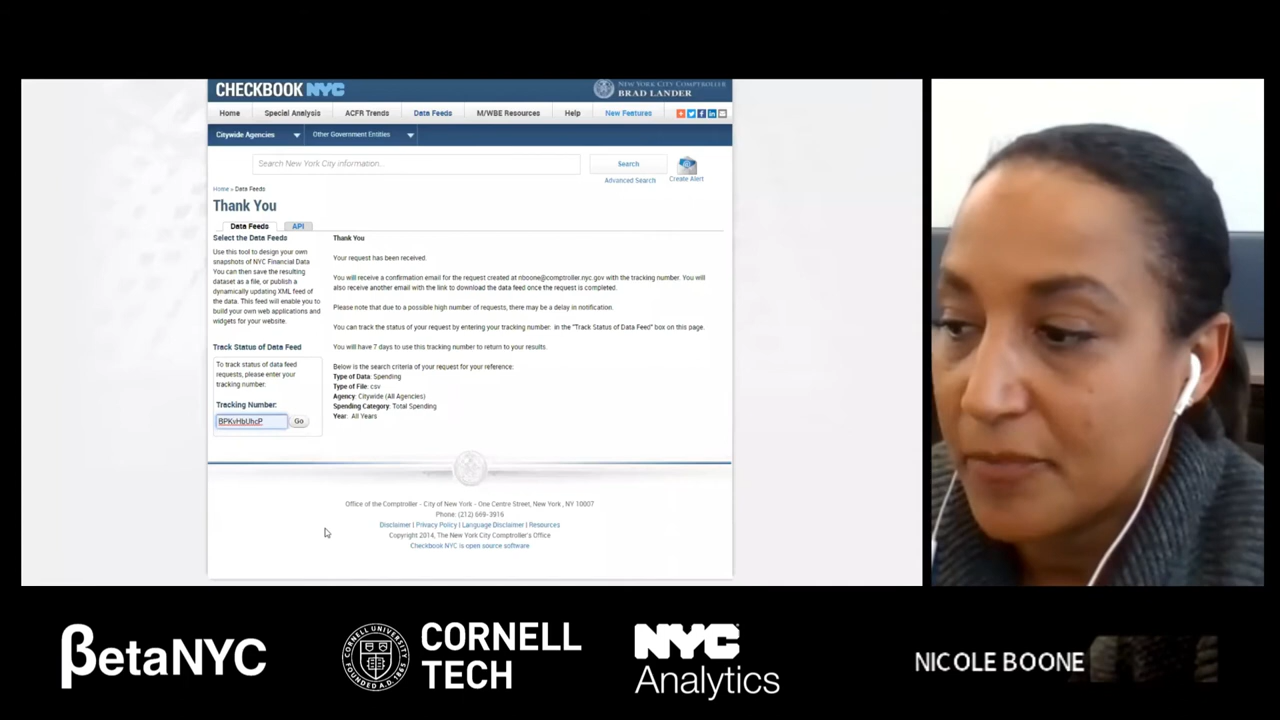 CHECKBOOK NYC
NEW YORK CITY COMPTROLLER
BRAD LANDER
Home Special Analysis ACFR Trends Data Feeds M/WBE Resources Help New Features
Citywide Agencies Other Government Entities
Search New York City information.
Search
Advanced Search
Create Alert
Home » Data Feeds
Thank You
Data Feeds API
Select the Data Feeds
Use this tool to design your own
snapshots of NYC Financial Data
You can then save the resulting
dataset as a file, or publish a
dynamically updating XML feed of
the data. This feed will enable you to
build your own web applications and
widgets for your website.
Track Status of Data Feed
To track status of data feed
requests, please enter your
tracking number.
Tracking Number:
BPKvHbUhcP Go
Thank You
Your request has been received.
You will receive a confirmation email for the request created at nboone@comptroller.nyc.gov with the tracking number. You will
also receive another email with the link to download the data feed once the request is completed.
Please note that due to a possible high number of requests, there may be a delay in notification.
You can track the status of your request by entering your tracking number in the "Track Status of Data Feed" box on this page.
You will have 7 days to use this tracking number to return to your results.
Below is the search criteria of your request for your reference:
Type of Data: Spending
Type of File: csv
Agency: Citywide (All Agencies)
Spending Category: Total Spending
Year: All Years
Office of the Comptroller - City of New York - One Centre Street, New York , NY 10007
Phone: (212) 669-3916
Disclaimer | Privacy Policy | Language Disclaimer | Resources
Copyright 2014, The New York City Comptroller's Office
Checkbook NYC is open source software
βetaNYC
CORNELL
TECH
NYC
Analytics
NICOLE BOONE